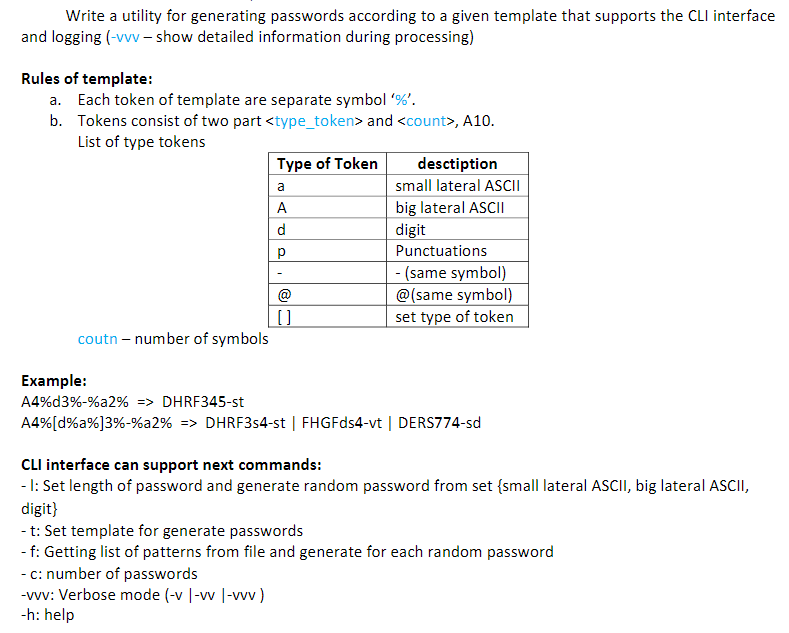 Write a utility for generating passwords according to a given template that supports the CLI interface
and logging (-vvv – show detailed information during processing)
Rules of template:
a. Each token of template are separate symbol ‘%’.
b. Tokens consist of two part <type_token> and <count>, A10.
List of type tokens
Type of Token desctiption
a small lateral ASCII
A big lateral ASCII
d digit
p Punctuations
- - (same symbol)
@ @(same symbol)
[ ] set type of token
coutn – number of symbols
Example:
A4%d3%-%a2% => DHRF345-st
A4%[d%a%]3%-%a2% => DHRF3s4-st | FHGFds4-vt | DERS774-sd
CLI interface can support next commands:
- l: Set length of password and generate random password from set {small lateral ASCII, big lateral ASCII,
digit}
- t: Set template for generate passwords
- f: Getting list of patterns from file and generate for each random password
- c: number of passwords
-vvv: Verbose mode (-v |-vv |-vvv )
-h: help